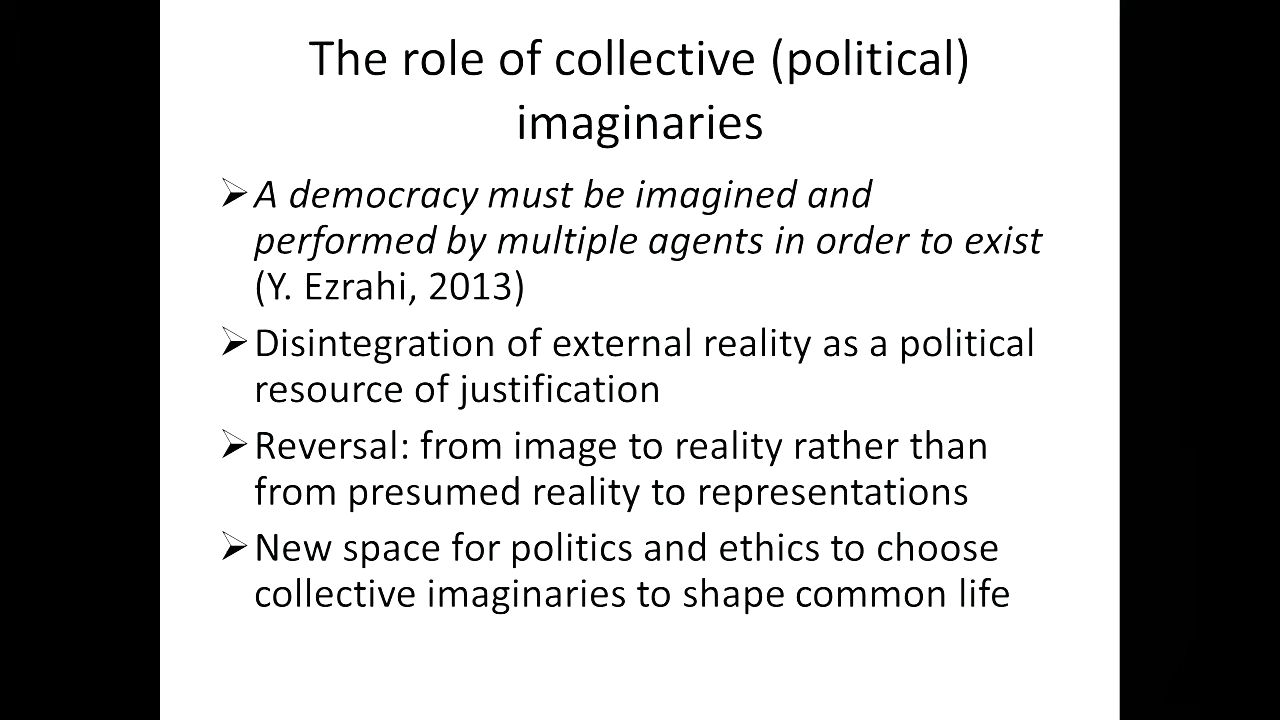 The role of collective (political)
imaginaries
➢ A democracy must be imagined and
performed by multiple agents in order to exist
(Y. Ezrahi, 2013)
➢ Disintegration of external reality as a political
resource of justification
➢ Reversal: from image to reality rather than
from presumed reality to representations
➢ New space for politics and ethics to choose
collective imaginaries to shape common life